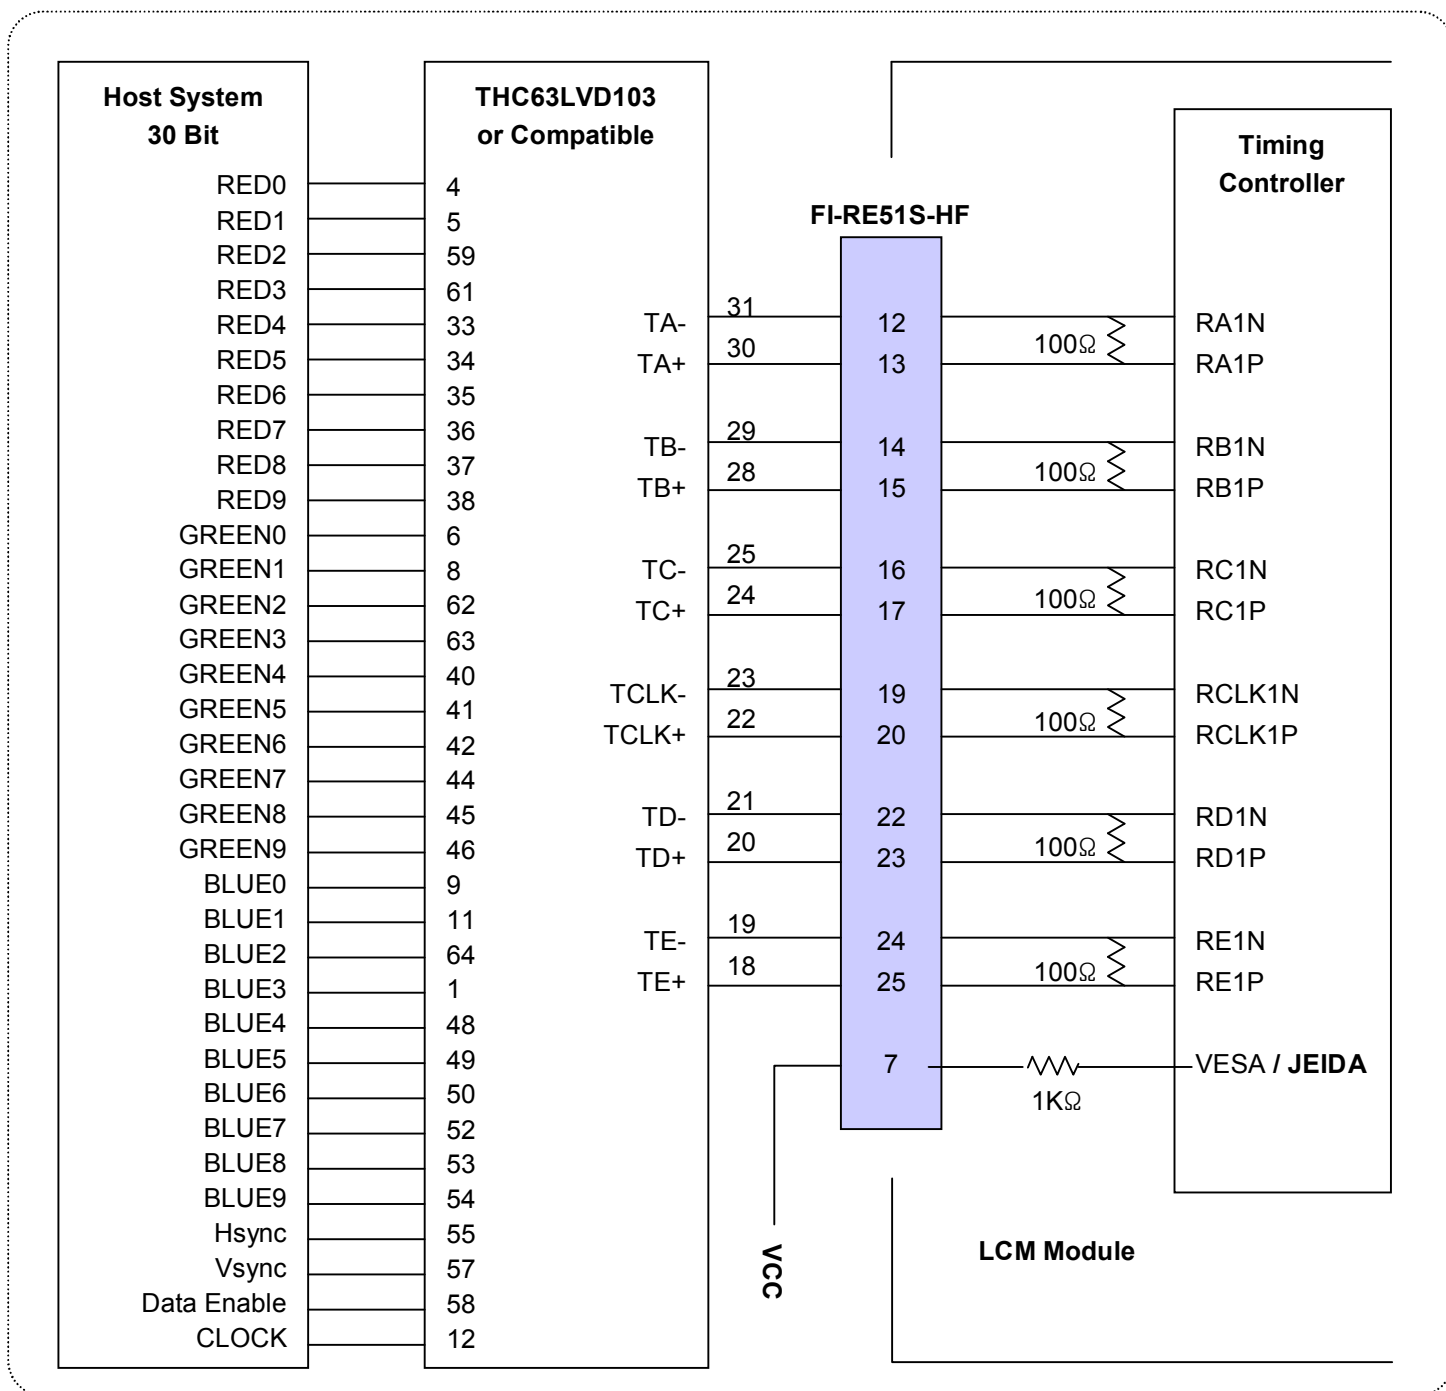 Host System
30 Bit
RED0
RED1
RED2
RED3
RED4
RED5
RED6
RED7
RED8
RED9
GREEN0
GREEN1
GREEN2
GREEN3
GREEN4
GREEN5
GREEN6
GREEN7
GREEN8
GREEN9
BLUE0
BLUE1
BLUE2
BLUE3
BLUE4
BLUE5
BLUE6
BLUE7
BLUE8
BLUE9
Hsync
Vsync
Data Enable
CLOCK
THC63LVD103
or Compatible
4
5
59
61
33
34
35
36
37
38
6
8
62
63
40
41
42
44
45
46
9
11
64
1
48
49
50
52
53
54
55
57
58
12
TA-
TA+
TB-
TB+
TC-
TC+
TCLK-
TCLK+
TD-
TD+
TE-
TE+
31
30
29
28
25
24
23
22
21
20
19
18
VCC
FI-RE51S-HF
12
13
14
15
16
17
19
20
22
23
24
25
7
100Ω
100Ω
100Ω
100Ω
100Ω
100Ω
1KΩ
Timing
Controller
RA1N
RA1P
RB1N
RB1P
RC1N
RC1P
RCLK1N
RCLK1P
RD1N
RD1P
RE1N
RE1P
VESA / JEIDA
LCM Module